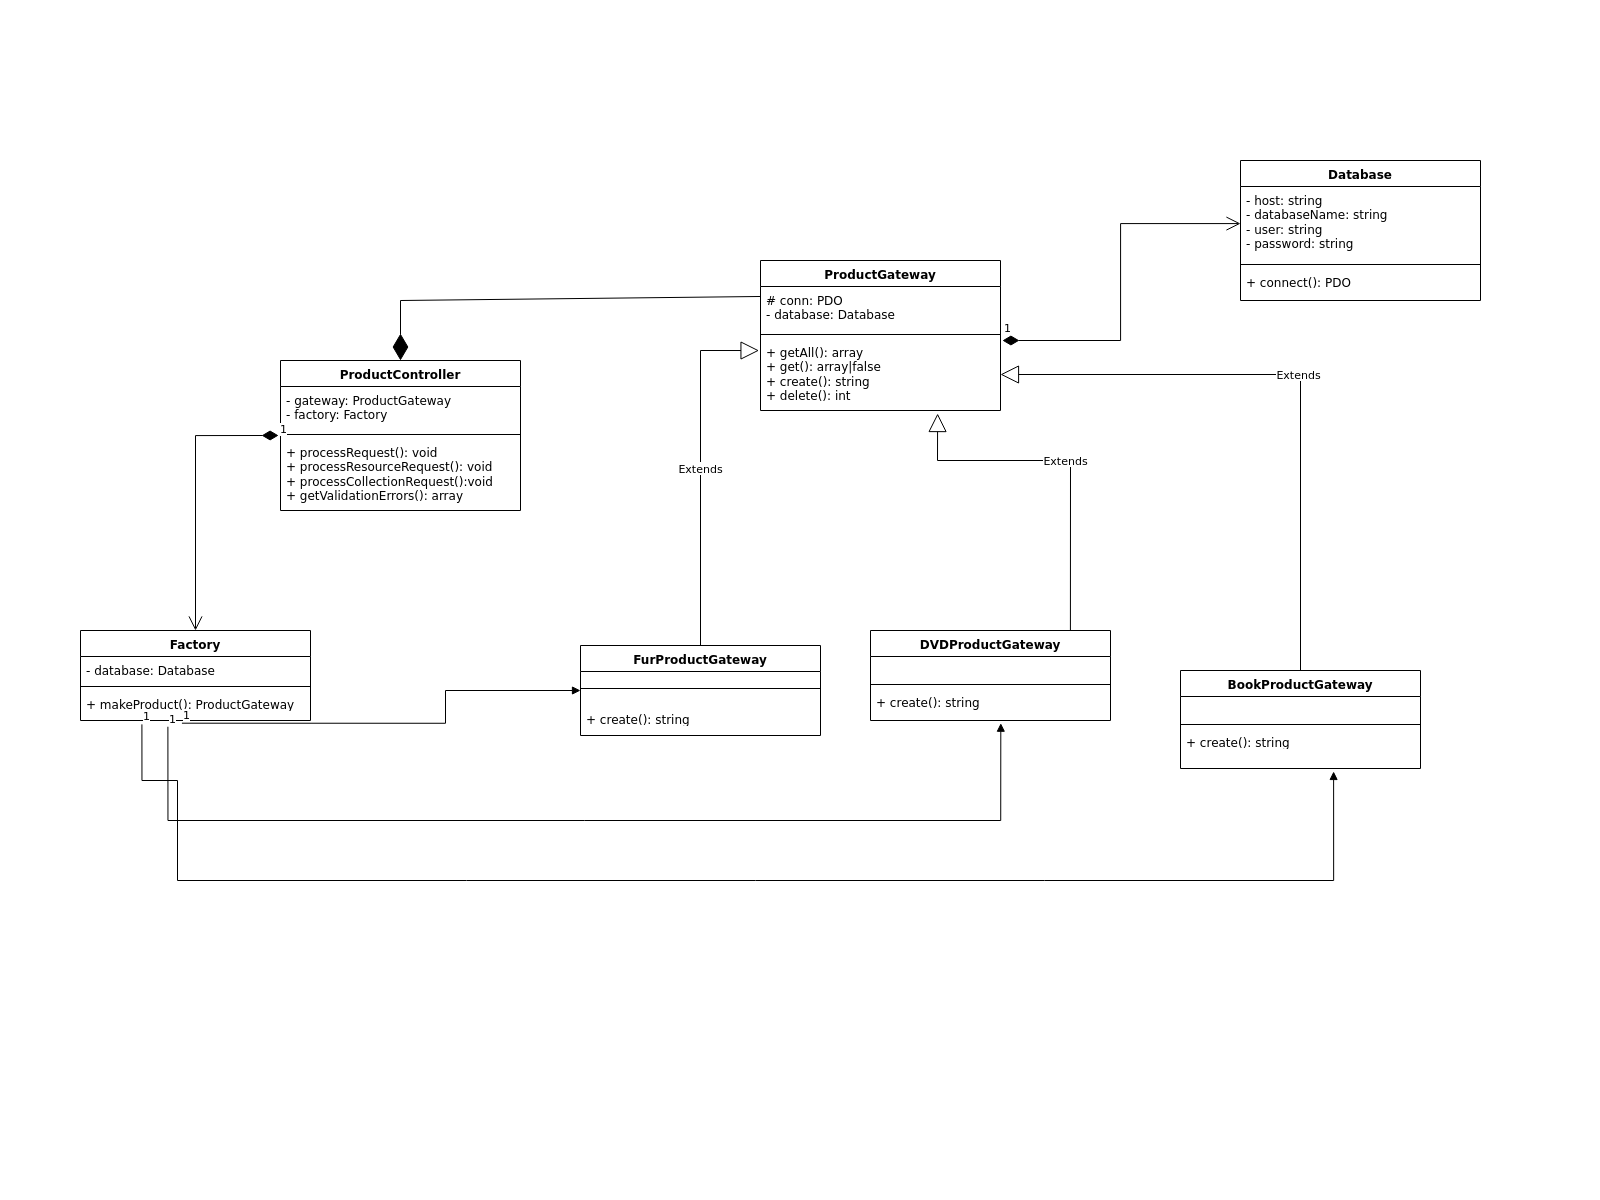 Database
- host: string
- databaseName: string
- user: string
- password: string
+ connect(): PDO
ProductGateway
# conn: PDO
- database: Database
+ getAll(): array
+ get(): array|false
+ create(): string
+ delete(): int
1
ProductController
- gateway: ProductGateway
- factory: Factory
+ processRequest(): void
+ processResourceRequest(): void
+ processCollectionRequest():void
+ getValidationErrors(): array
1
Extends
Extends
Extends
Factory
- database: Database
+ makeProduct(): ProductGateway
1
1
1
FurProductGateway
+ create(): string
DVDProductGateway
+ create(): string
BookProductGateway
+ create(): string